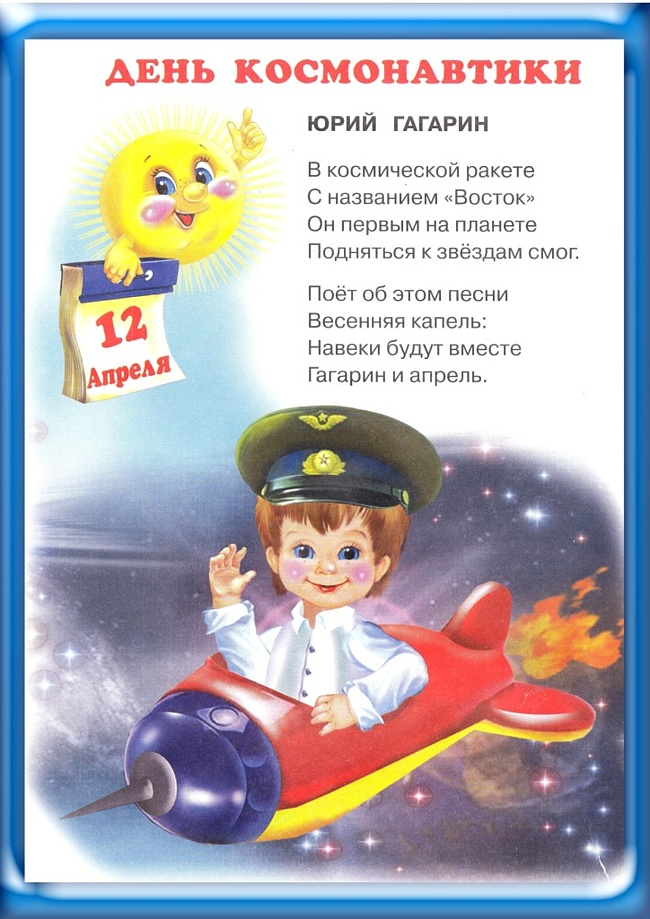 ДЕНЬ КОСМОНАВТИКИ
ЮРИЙ ГАГАРИН
В космической ракете
С названием «Восток»
Он первым на планете
Подняться к звёздам смог.
Поёт об этом песни
Весенняя капель:
Навеки будут вместе
Гагарин и апрель.
12
Апреля